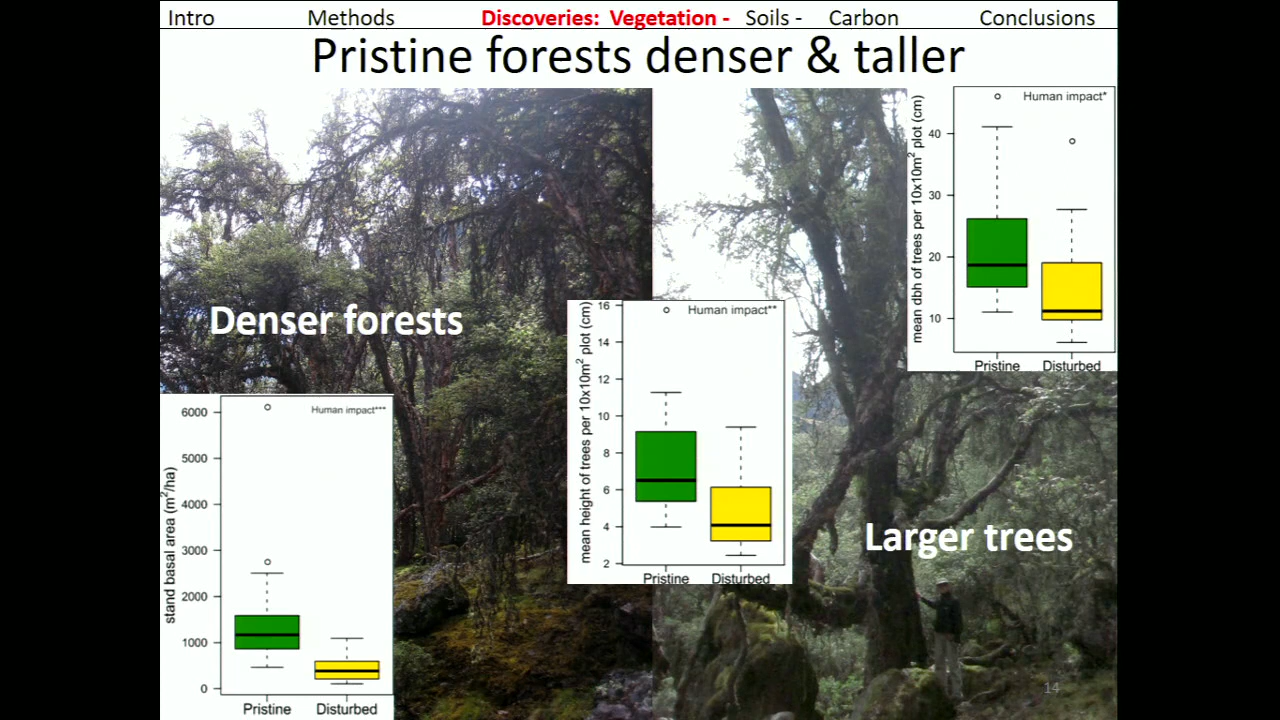 Intro Methods Discoveries: Vegetation - Soils - Carbon Conclusions
Pristine forests denser & taller
Denser forests
Larger trees
mean dbh of trees per 10x10m² plot (cm)
Human impact*
40
30
20
10
Pristine Disturbed
mean height of trees per 10x10m² plot (cm)
Human impact**
16
14
12
10
8
6
4
2
Pristine Disturbed
stand basal area (m²/ha)
Human impact***
6000
5000
4000
3000
2000
1000
0
Pristine Disturbed
14